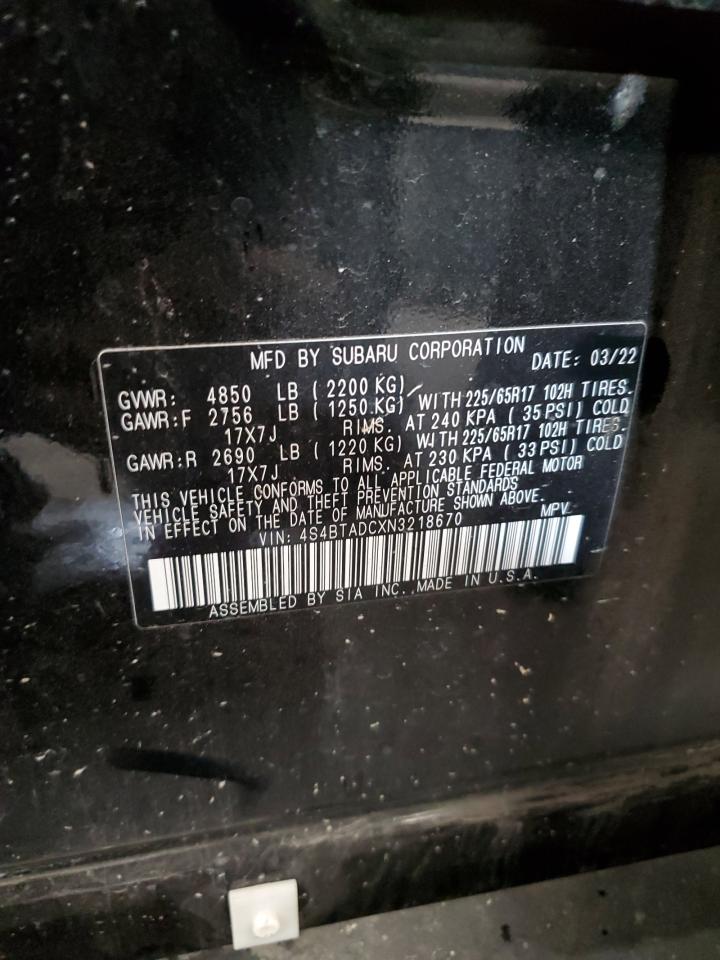 MFD BY SUBARU CORPORATION DATE: 03/22
GVWR: 4850 LB ( 2200 KG)
GAWR:F 2756 LB ( 1250 KG) WITH 225/65R17 102H TIRES.
17X7J RIMS. AT 240 KPA ( 35 PSI) COLD
GAWR:R 2690 LB ( 1220 KG) WITH 225/65R17 102H TIRES.
17X7J RIMS. AT 230 KPA ( 33 PSI) COLD
THIS VEHICLE CONFORMS TO ALL APPLICABLE FEDERAL MOTOR
VEHICLE SAFETY AND THEFT PREVENTION STANDARDS
IN EFFECT ON THE DATE OF MANUFACTURE SHOWN ABOVE.
VIN: 4S4BTADCXN3218670 MPV
ASSEMBLED BY SIA INC. MADE IN U.S.A.